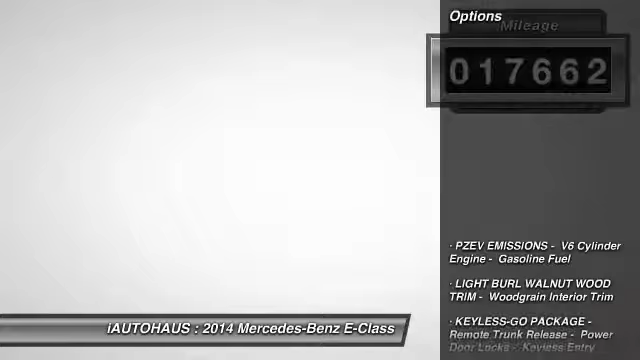 Options
Mileage
017662
· PZEV EMISSIONS - V6 Cylinder
Engine - Gasoline Fuel
· LIGHT BURL WALNUT WOOD
TRIM - Woodgrain Interior Trim
· KEYLESS-GO PACKAGE -
Remote Trunk Release - Power
Door Locks - Keyless Entry
iAUTOHAUS : 2014 Mercedes-Benz E-Class